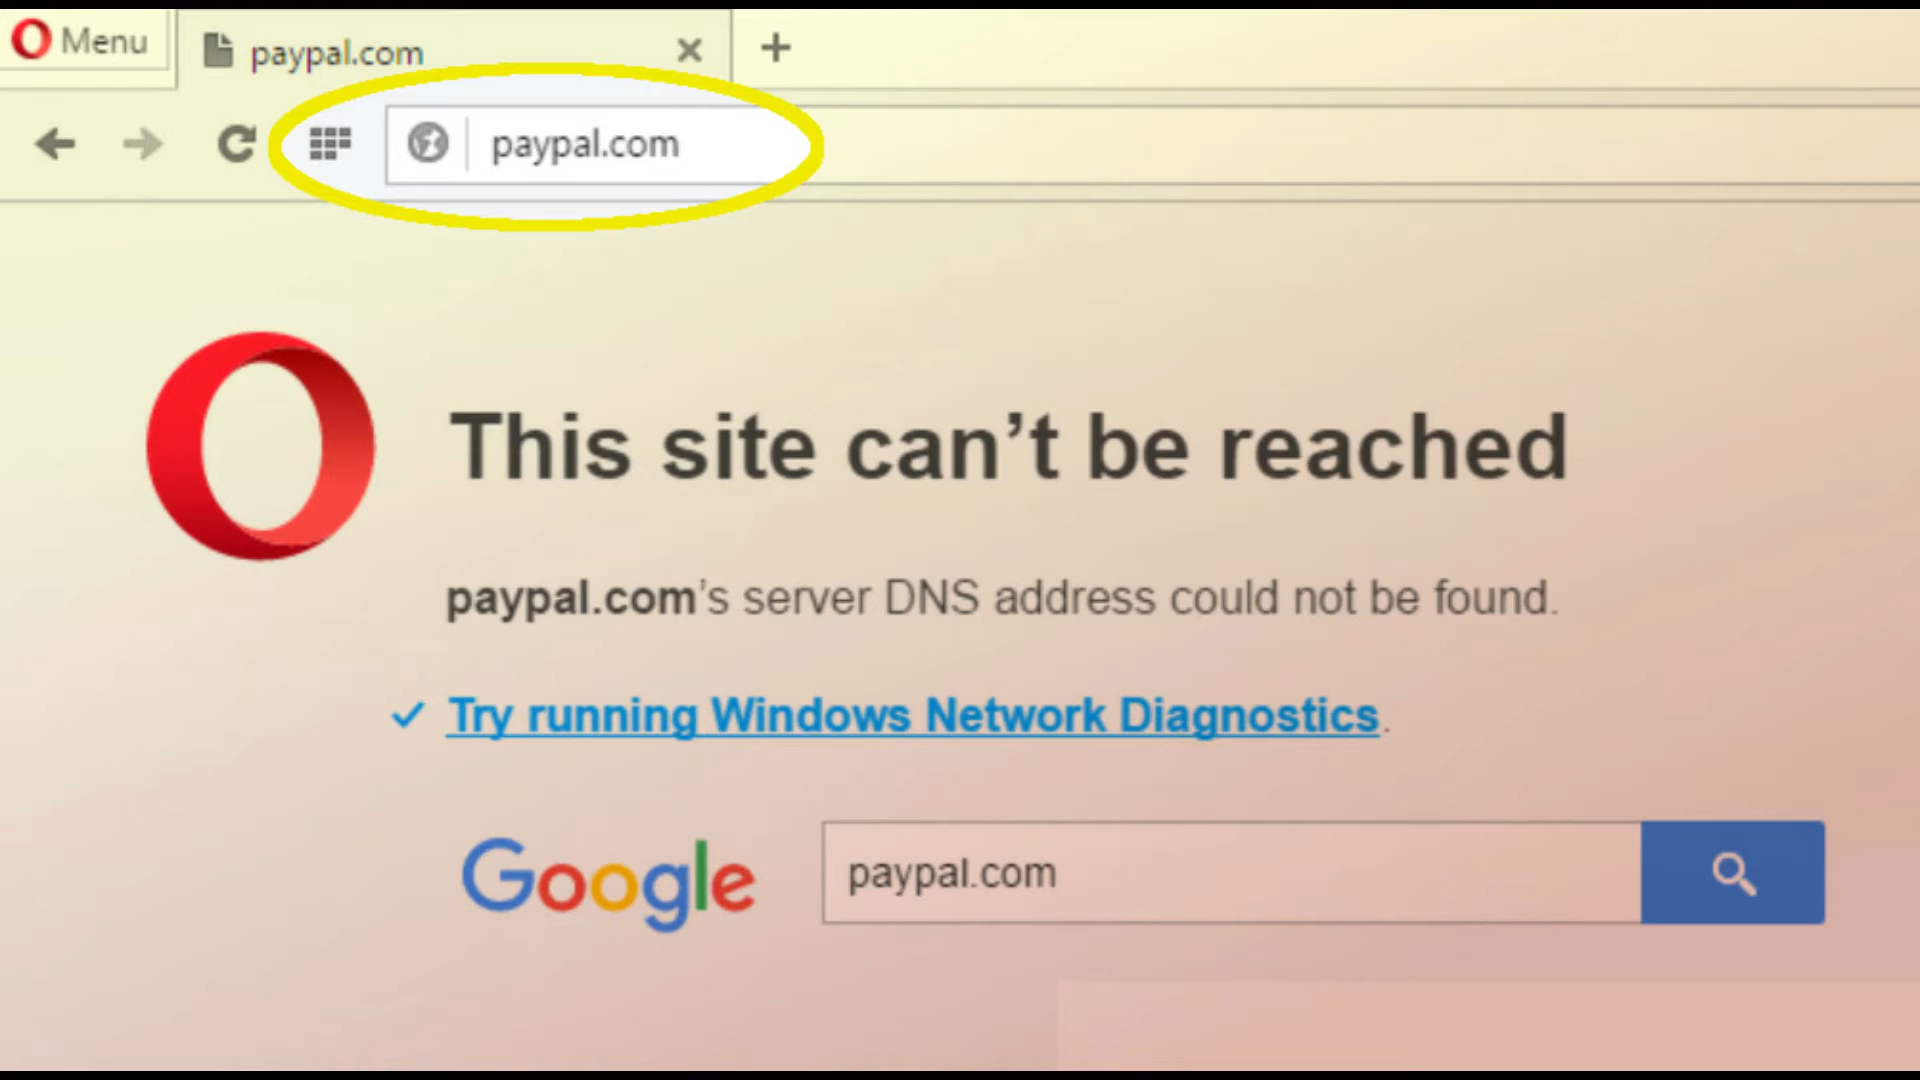 Menu
paypal.com
paypal.com
This site can’t be reached
paypal.com’s server DNS address could not be found.
Try running Windows Network Diagnostics.
Google
paypal.com